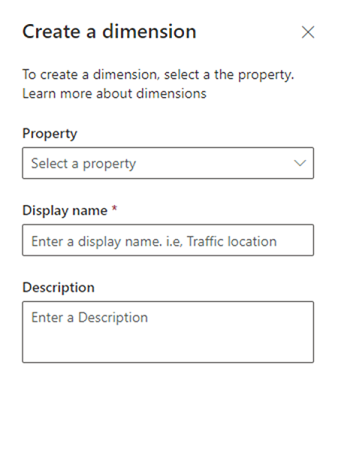 Create a dimension
To create a dimension, select a the property.
Learn more about dimensions
Property
Select a property
Display name *
Enter a display name. i.e, Traffic location
Description
Enter a Description